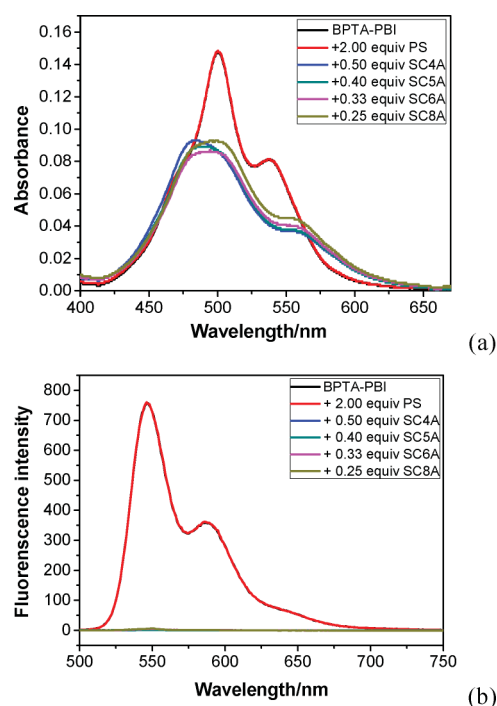 0.16
0.14
0.12
0.10
0.08
0.06
0.04
0.02
0.00
Absorbance
BPTA-PBI
+2.00 equiv PS
+0.50 equiv SC4A
+0.40 equiv SC5A
+0.33 equiv SC6A
+0.25 equiv SC8A
400 450 500 550 600 650
Wavelength/nm
(a)
800
700
600
500
400
300
200
100
0
Fluorescence intensity
BPTA-PBI
+ 2.00 equiv PS
+ 0.50 equiv SC4A
+ 0.40 equiv SC5A
+ 0.33 equiv SC6A
+ 0.25 equiv SC8A
500 550 600 650 700 750
Wavelength/nm
(b)